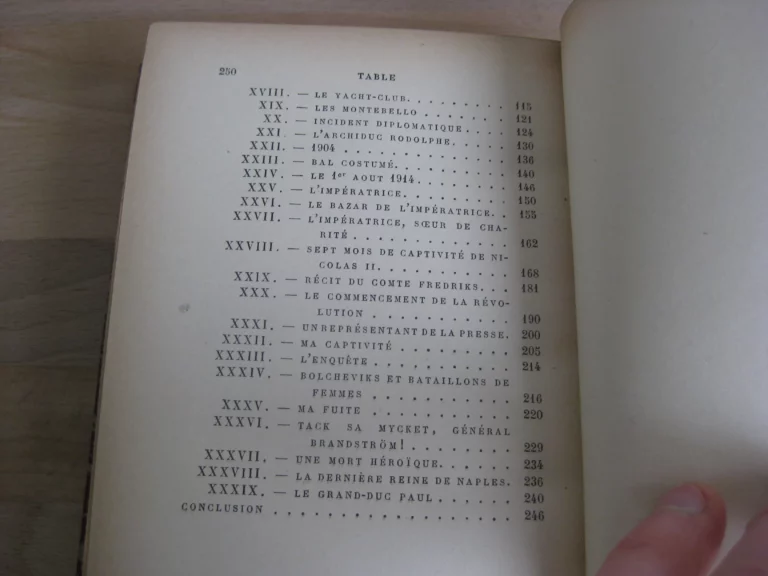 250 TABLE
XVIII. — LE YACHT-CLUB. . . . . . . . . 115
XIX. — LES MONTEBELLO . . . . . . . . 121
XX. — INCIDENT DIPLOMATIQUE . . . . 124
XXI. — L'ARCHIDUC RODOLPHE. . . . . 130
XXII. — 1904 . . . . . . . . . . . . . 136
XXIII. — BAL COSTUMÉ. . . . . . . . . . 140
XXIV. — LE 1er AOUT 1914. . . . . . . . . 146
XXV. — L'IMPÉRATRICE. . . . . . . . . . 150
XXVI. — LE BAZAR DE L'IMPÉRATRICE. . 155
XXVII. — L'IMPÉRATRICE, SŒUR DE CHA-
RITÉ . . . . . . . . . . . . 162
XXVIII. — SEPT MOIS DE CAPTIVITÉ DE NI-
COLAS II. . . . . . . . . . 168
XXIX. — RÉCIT DU COMTE FREDRIKS. . . 181
XXX. — LE COMMENCEMENT DE LA RÉVO-
LUTION . . . . . . . . . . . 190
XXXI. — UN REPRÉSENTANT DE LA PRESSE. 200
XXXII. — MA CAPTIVITÉ . . . . . . . . . 205
XXXIII. — L'ENQUÊTE . . . . . . . . . . . 214
XXXIV. — BOLCHEVIKS ET BATAILLONS DE
FEMMES . . . . . . . . . . 216
XXXV. — MA FUITE . . . . . . . . . . . . 220
XXXVI. — TACK SA MYCKET, GÉNÉRAL
BRANDSTRÖM! . . . . . . . . 229
XXXVII. — UNE MORT HÉROÏQUE. . . . . . 234
XXXVIII. — LA DERNIÈRE REINE DE NAPLES. 236
XXXIX. — LE GRAND-DUC PAUL . . . . . . 240
CONCLUSION . . . . . . . . . . . . . . . . . 246